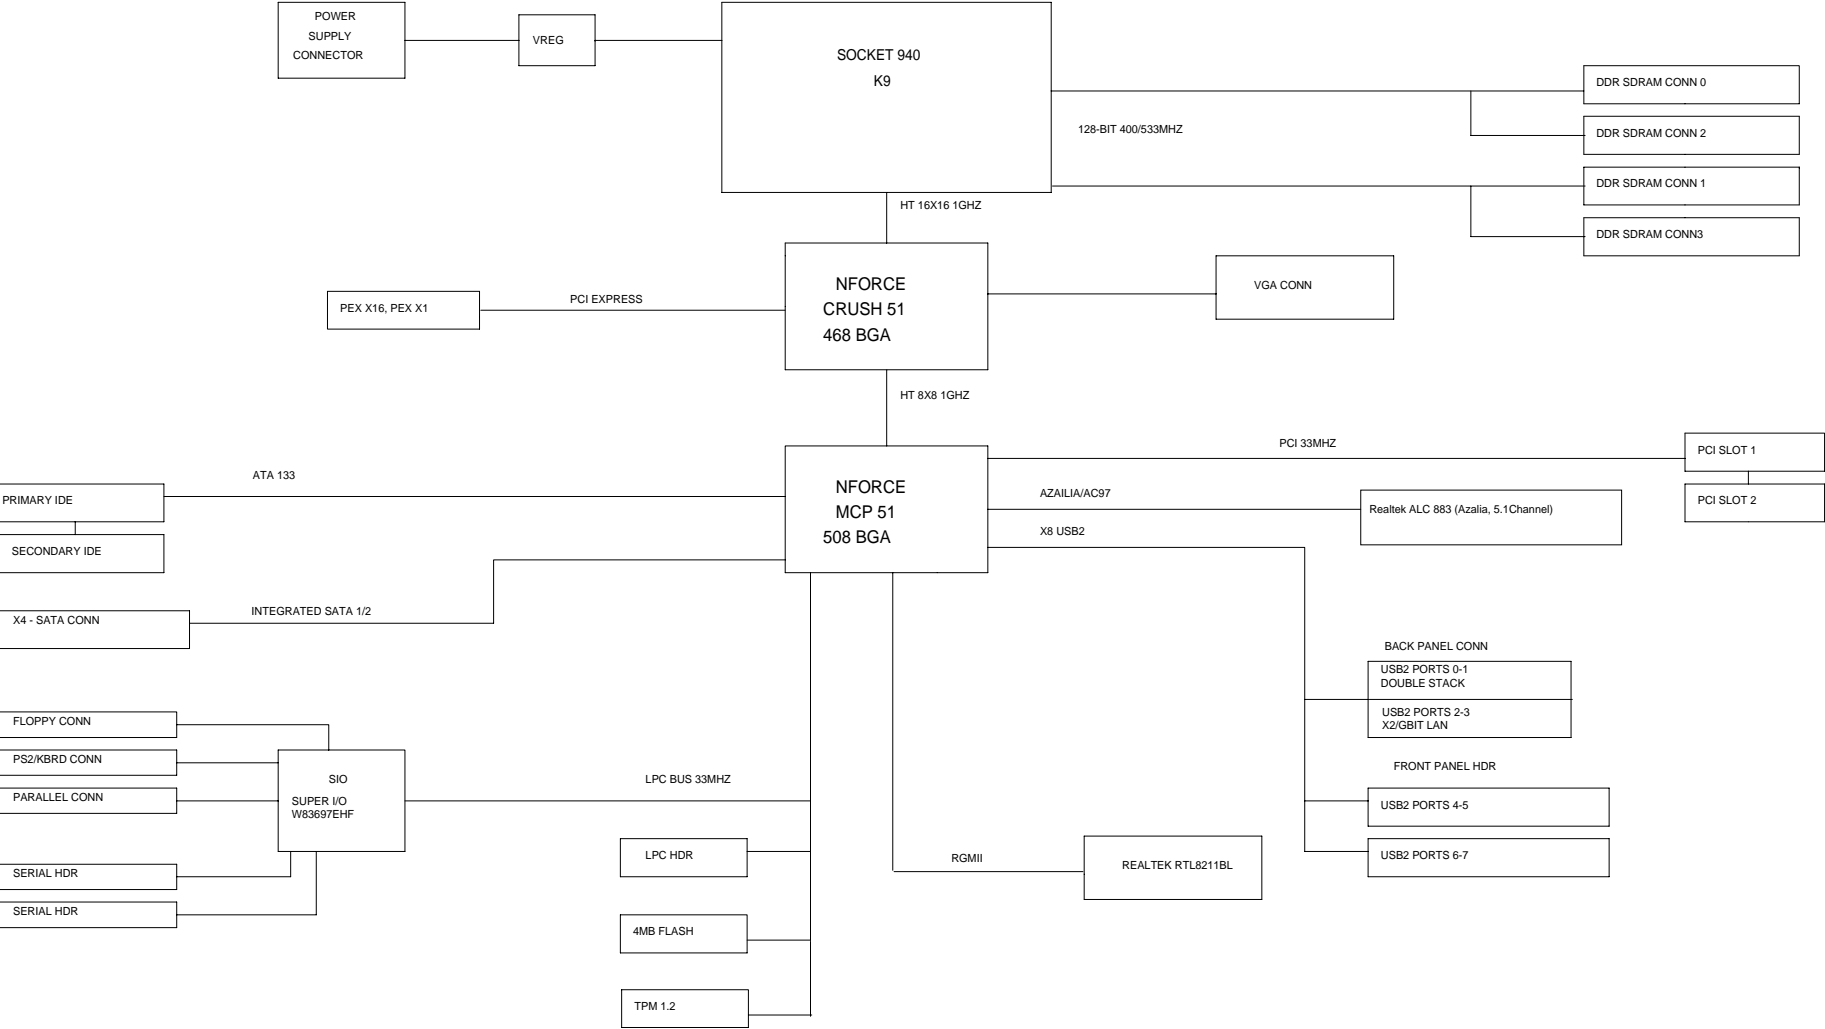 POWER
SUPPLY
CONNECTOR
VREG
SOCKET 940
K9
DDR SDRAM CONN 0
128-BIT 400/533MHZ
DDR SDRAM CONN 2
DDR SDRAM CONN 1
DDR SDRAM CONN3
HT 16X16 1GHZ
NFORCE
CRUSH 51
468 BGA
PCI EXPRESS
PEX X16, PEX X1
VGA CONN
HT 8X8 1GHZ
NFORCE
MCP 51
508 BGA
PCI 33MHZ
PCI SLOT 1
PCI SLOT 2
ATA 133
PRIMARY IDE
SECONDARY IDE
AZAILIA/AC97
Realtek ALC 883 (Azalia, 5.1Channel)
X8 USB2
INTEGRATED SATA 1/2
X4 - SATA CONN
BACK PANEL CONN
USB2 PORTS 0-1
DOUBLE STACK
USB2 PORTS 2-3
X2/GBIT LAN
FRONT PANEL HDR
USB2 PORTS 4-5
USB2 PORTS 6-7
FLOPPY CONN
PS2/KBRD CONN
PARALLEL CONN
SERIAL HDR
SERIAL HDR
SIO
SUPER I/O
W83697EHF
LPC BUS 33MHZ
LPC HDR
4MB FLASH
TPM 1.2
RGMII
REALTEK RTL8211BL